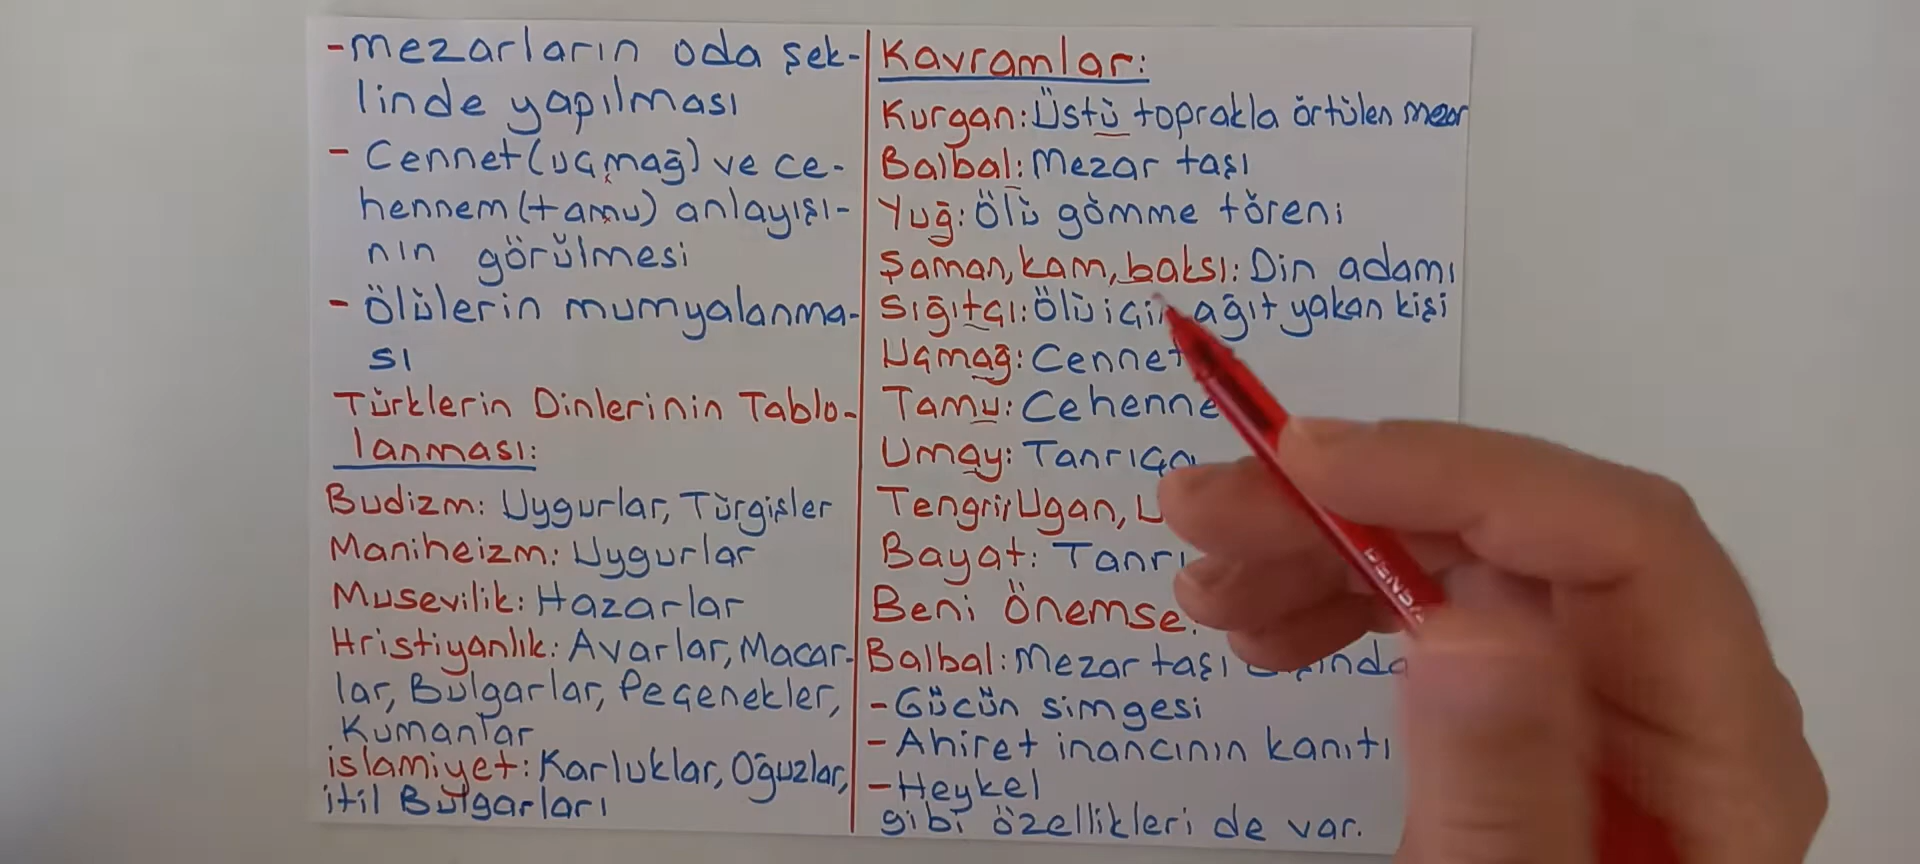 -mezarların oda şek-
linde yapılması
- Cennet(uçmağ) ve ce-
hennem(tamu) anlayışı-
nın görülmesi
- Ölülerin mumyalanma-
sı
Türklerin Dinlerinin Tablo-
lanması:
Budizm: Uygurlar, Türgişler
Maniheizm: Uygurlar
Musevilik: Hazarlar
Hristiyanlık: Avarlar, Macar-
lar, Bulgarlar, Peçenekler,
Kumanlar
islamiyet: Karluklar, Oğuzlar,
itil Bulgarları
Kavramlar:
Kurgan: Üstü toprakla örtülen mezar
Balbal: Mezar taşı
Yuğ: Ölü gömme töreni
Şaman, kam, baksı: Din adamı
Sığıtçı: Ölü için ağıt yakan kişi
Uçmağ: Cennet
Tamu: Cehenne
Umay: Tanrıça
Tengri, Ugan,
Bayat: Tanrı
Beni Önemse
Balbal: Mezar taşı
- Gücün simgesi
- Ahiret inancının kanıtı
- Heykel
gibi özellikleri de var.